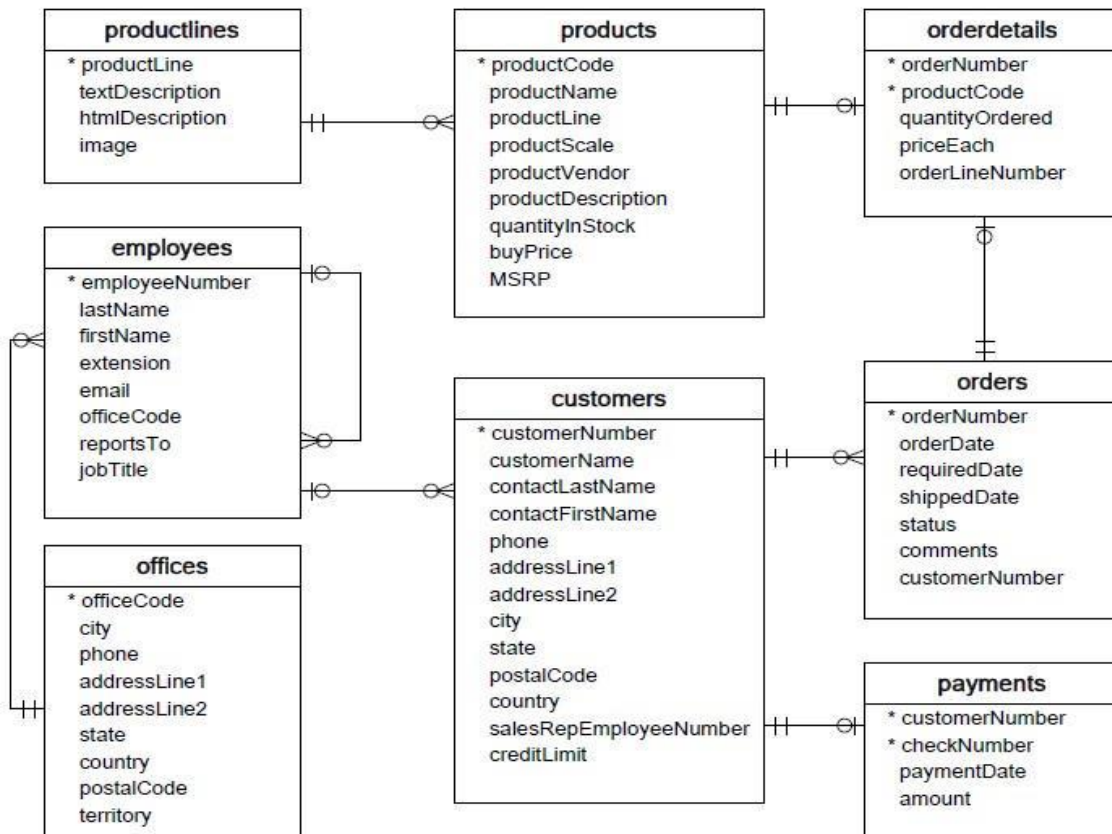 productlines
* productLine
textDescription
htmlDescription
image
products
* productCode
productName
productLine
productScale
productVendor
productDescription
quantityInStock
buyPrice
MSRP
orderdetails
* orderNumber
* productCode
quantityOrdered
priceEach
orderLineNumber
employees
* employeeNumber
lastName
firstName
extension
email
officeCode
reportsTo
jobTitle
customers
* customerNumber
customerName
contactLastName
contactFirstName
phone
addressLine1
addressLine2
city
state
postalCode
country
salesRepEmployeeNumber
creditLimit
orders
* orderNumber
orderDate
requiredDate
shippedDate
status
comments
customerNumber
offices
* officeCode
city
phone
addressLine1
addressLine2
state
country
postalCode
territory
payments
* customerNumber
* checkNumber
paymentDate
amount